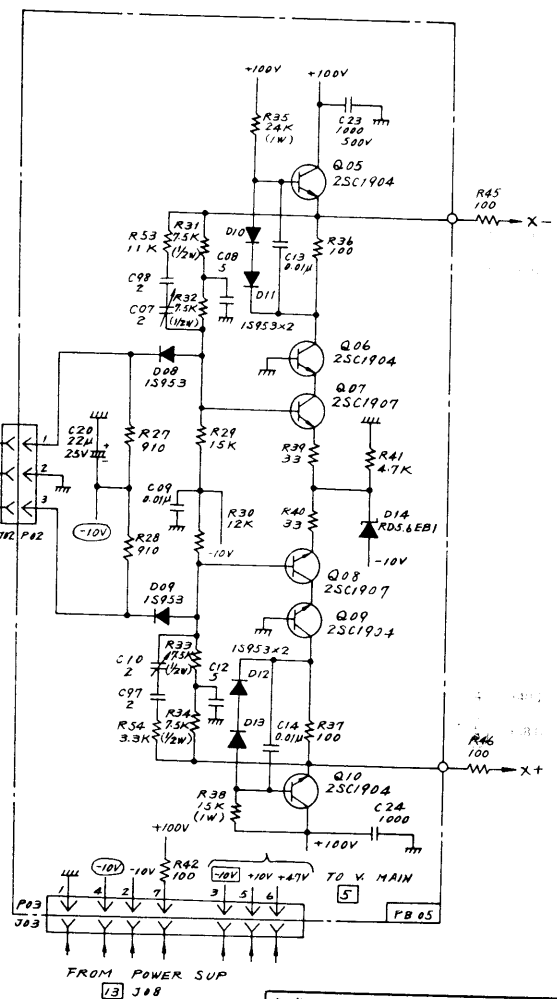 +100V +100V
R35
24K
(1W)
C23
1000
500V
Q05
2SC1904
R45
100
X-
R53
11K
R31
7.5K
(1/2W)
D10
C13
0.01μ
R36
100
C08
5
C98
2
C07
2
R32
7.5K
(1/2W)
D11
1S953×2
Q06
2SC1904
D08
1S953
Q07
2SC1907
C20
22μ
25V
+
-
R27
910
R29
15K
R39
33
R41
4.7K
1
2
3
J02 P02
-10V
C09
0.01μ
R30
12K
-10V
R40
33
D14
RD5.6EB1
-10V
R28
910
Q08
2SC1907
D09
1S953
Q09
2SC1904
1S953×2
C10
2
R33
7.5K
(1/2W)
C12
5
D12
C97
2
R54
3.3K
R34
7.5K
(1/2W)
D13
C14
0.01μ
R37
100
R46
100
X+
R38
15K
(1W)
Q10
2SC1904
C24
1000
+100V
+100V
-10V -10V R42
100
-10V +10V +47V
TO V. MAIN
5
1 4 2 7 3 5 6
P03
J03
PB05
FROM POWER SUP
13 J08